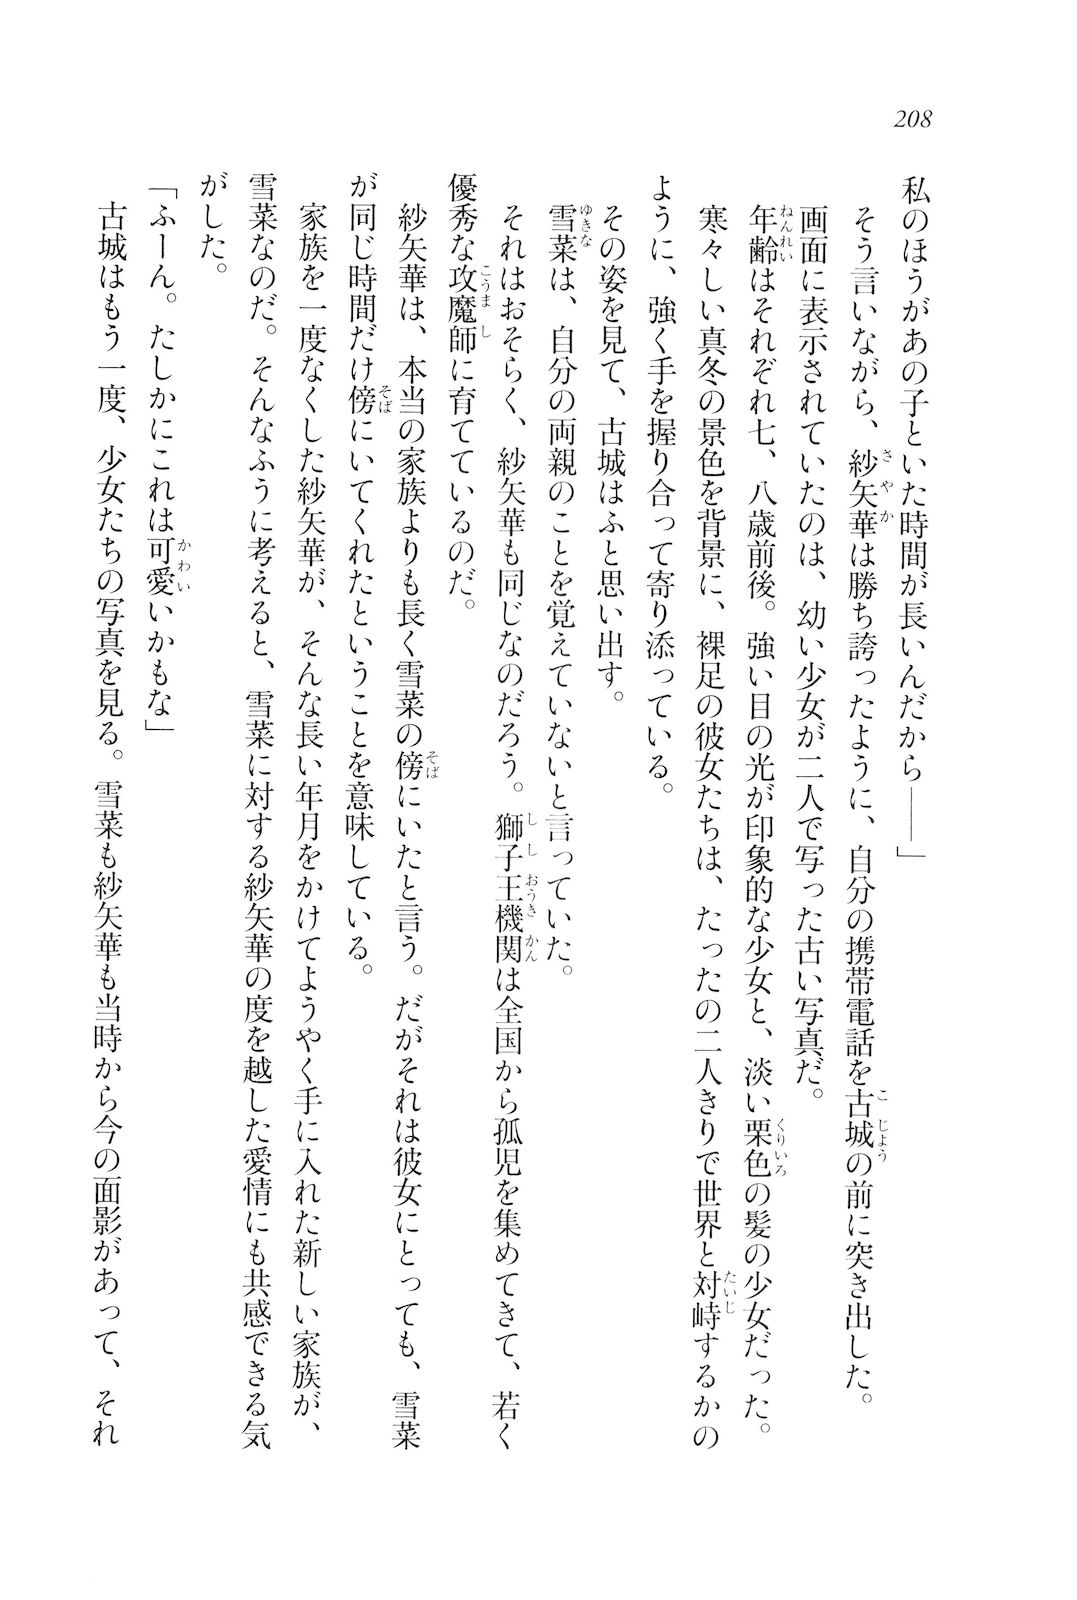 208
私のほうがあの子といた時間が長いんだから――」
そう言いながら、紗矢華は勝ち誇ったように、自分の携帯電話を古城の前に突き出した。
画面に表示されていたのは、幼い少女が二人で写った古い写真だ。
年齢はそれぞれ七、八歳前後。強い目の光が印象的な少女と、淡い栗色の髪の少女だった。
寒々しい真冬の景色を背景に、裸足の彼女たちは、たったの二人きりで世界と対峙するかの
ように、強く手を握り合って寄り添っている。
その姿を見て、古城はふと思い出す。
雪菜は、自分の両親のことを覚えていないと言っていた。
それはおそらく、紗矢華も同じなのだろう。獅子王機関は全国から孤児を集めてきて、若く
優秀な攻魔師に育てているのだ。
紗矢華は、本当の家族よりも長く雪菜の傍にいたと言う。だがそれは彼女にとっても、雪菜
が同じ時間だけ傍にいてくれたということを意味している。
家族を一度なくした紗矢華が、そんな長い年月をかけてようやく手に入れた新しい家族が、
雪菜なのだ。そんなふうに考えると、雪菜に対する紗矢華の度を越した愛情にも共感できる気
がした。
「ふーん。たしかにこれは可愛いかもな」
古城はもう一度、少女たちの写真を見る。雪菜も紗矢華も当時から今の面影があって、それ